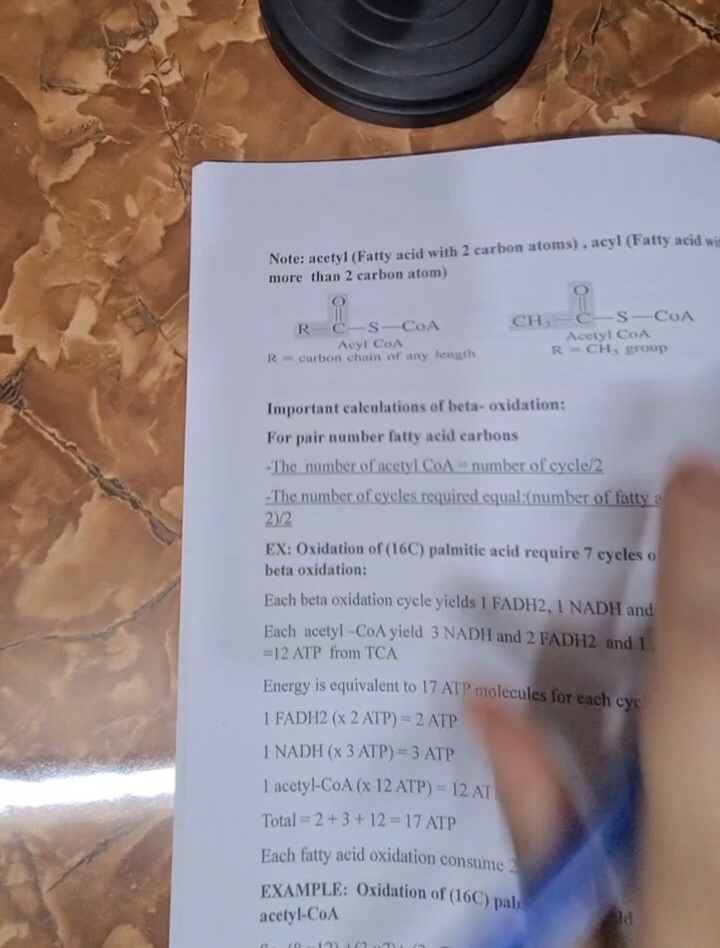 Note: acetyl (Fatty acid with 2 carbon atoms) , acyl (Fatty acid
more than 2 carbon atom)
O O
R—C—S—CoA CH₃—C—S—CoA
Acyl CoA Acetyl CoA
R = carbon chain of any length R = CH₃ group
Important calculations of beta- oxidation:
For pair number fatty acid carbons
-The number of acetyl CoA = number of cycle/2
-The number of cycles required equal:(number of fatty
2)/2
EX: Oxidation of (16C) palmitic acid require 7 cycles
beta oxidation:
Each beta oxidation cycle yields 1 FADH2, 1 NADH and
Each acetyl –CoA yield 3 NADH and 2 FADH2 and 1
=12 ATP from TCA
Energy is equivalent to 17 ATP molecules for each
1 FADH2 (x 2 ATP) = 2 ATP
1 NADH (x 3 ATP) = 3 ATP
1 acetyl-CoA (x 12 ATP) = 12
Total = 2 + 3 + 12 = 17 ATP
Each fatty acid oxidation consume
EXAMPLE: Oxidation of (16C)
acetyl-CoA